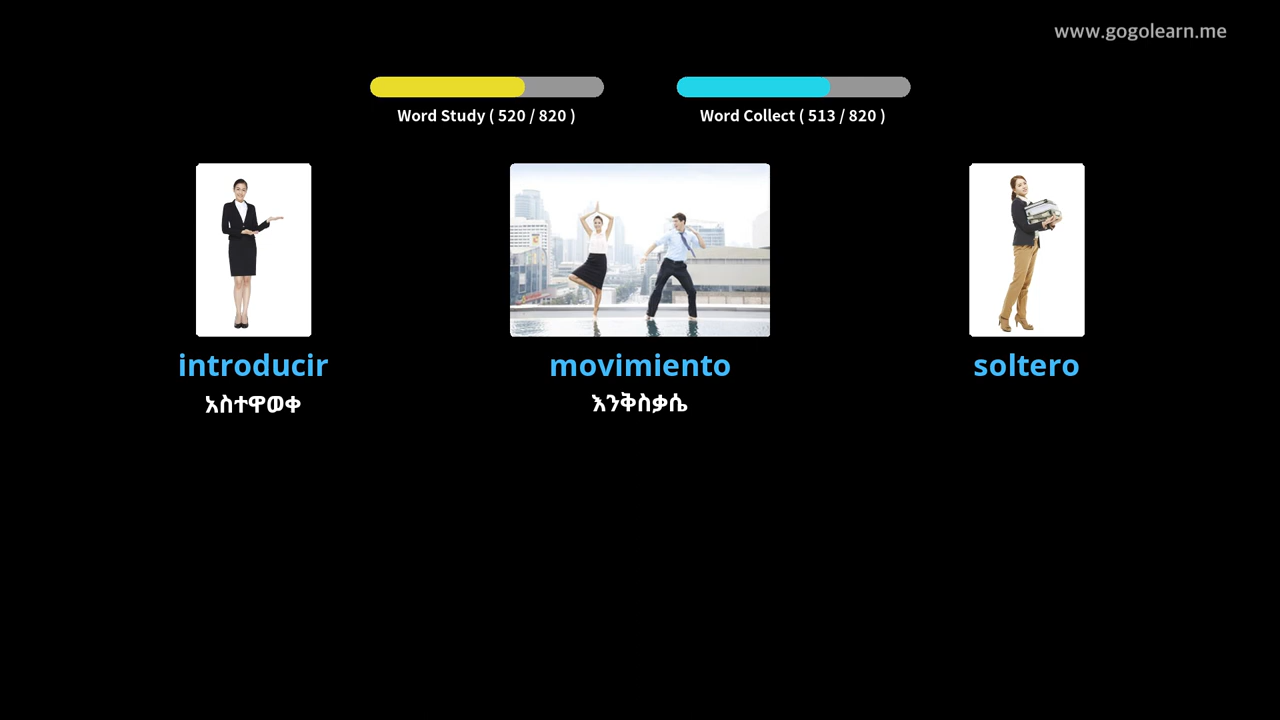 www.gogolearn.me
Word Study ( 520 / 820 )
Word Collect ( 513 / 820 )
introducir
አስተዋወቀ
movimiento
እንቅስቃሴ
soltero